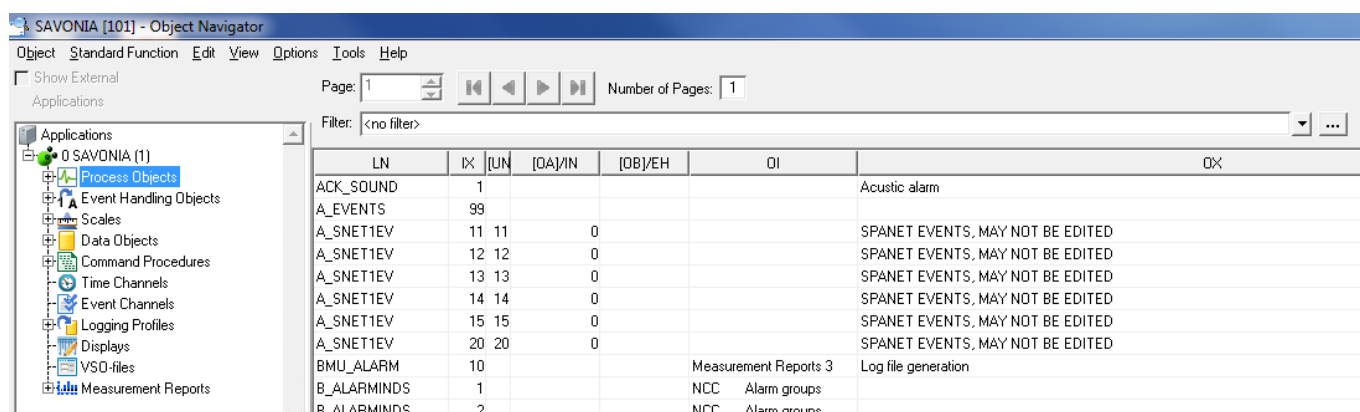 SAVONIA [101] - Object Navigator
Object Standard Function Edit View Options Tools Help
Show External
Applications
Page: 1 Number of Pages: 1
Filter: <no filter> ...
Applications
0 SAVONIA (1)
Process Objects
Event Handling Objects
Scales
Data Objects
Command Procedures
Time Channels
Event Channels
Logging Profiles
Displays
VSO-files
Measurement Reports
LN IX [UN [OA]/IN [OB]/EH OI OX
ACK_SOUND 1 Acustic alarm
A_EVENTS 99
A_SNET1EV 11 11 0 SPANET EVENTS, MAY NOT BE EDITED
A_SNET1EV 12 12 0 SPANET EVENTS, MAY NOT BE EDITED
A_SNET1EV 13 13 0 SPANET EVENTS, MAY NOT BE EDITED
A_SNET1EV 14 14 0 SPANET EVENTS, MAY NOT BE EDITED
A_SNET1EV 15 15 0 SPANET EVENTS, MAY NOT BE EDITED
A_SNET1EV 20 20 0 SPANET EVENTS, MAY NOT BE EDITED
BMU_ALARM 10 Measurement Reports 3 Log file generation
B_ALARMINDS 1 NCC Alarm groups
B_ALARMINDS 2 NCC Alarm groups